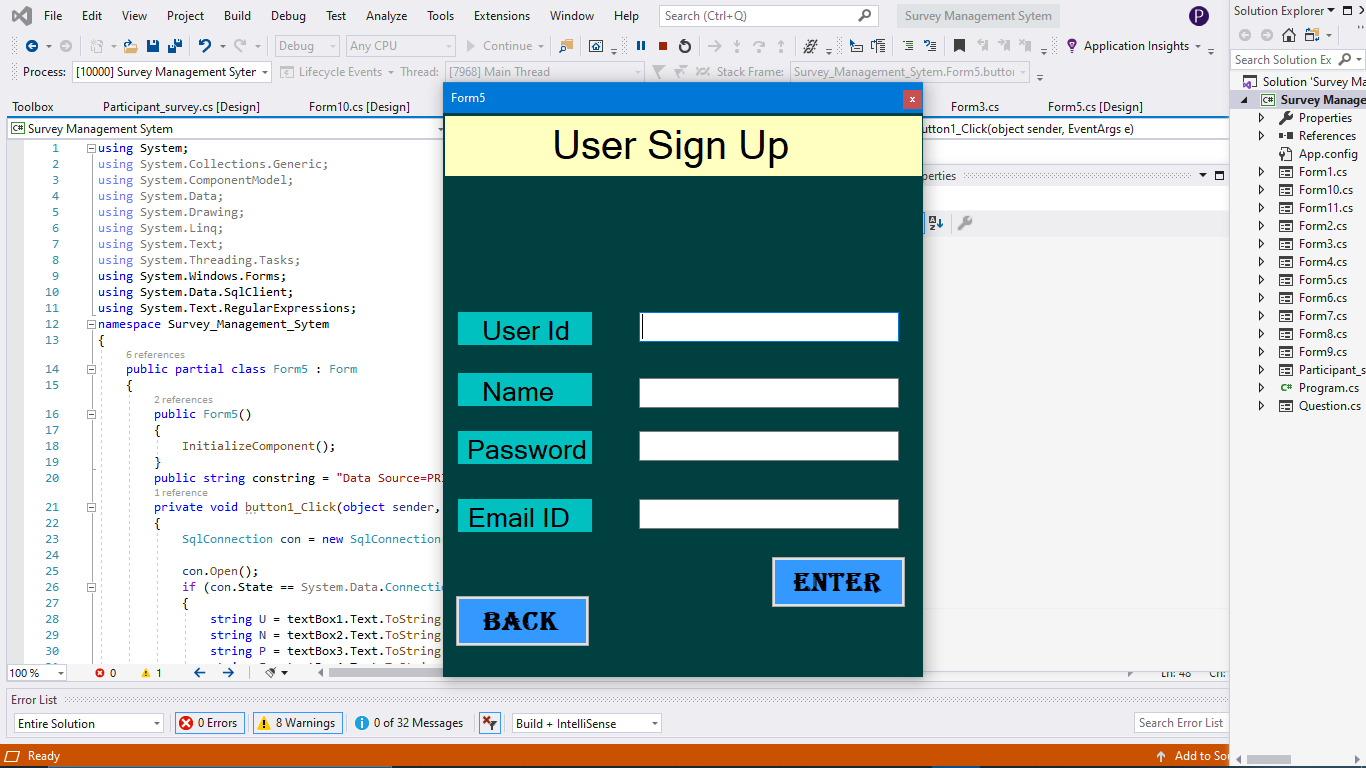 File Edit View Project Build Debug Test Analyze Tools Extensions Window Help Search (Ctrl+Q) Survey Management Sytem P
Debug Any CPU Continue Application Insights
Process: [10000] Survey Management Syter Lifecycle Events Thread: [7968] Main Thread Stack Frame: Survey_Management_Sytem.Form5.button
Toolbox Participant_survey.cs [Design] Form10.cs [Design] Form3.cs Form5.cs [Design]
C# Survey Management Sytem
utton1_Click(object sender, EventArgs e)
1 using System;
2 using System.Collections.Generic;
3 using System.ComponentModel;
4 using System.Data;
5 using System.Drawing;
6 using System.Linq;
7 using System.Text;
8 using System.Threading.Tasks;
9 using System.Windows.Forms;
10 using System.Data.SqlClient;
11 using System.Text.RegularExpressions;
12 namespace Survey_Management_Sytem
13 {
6 references
14 public partial class Form5 : Form
15 {
2 references
16 public Form5()
17 {
18 InitializeComponent();
19 }
20 public string constring = "Data Source=PR
1 reference
21 private void button1_Click(object sender,
22 {
23 SqlConnection con = new SqlConnection
24
25 con.Open();
26 if (con.State == System.Data.Connectio
27 {
28 string U = textBox1.Text.ToString
29 string N = textBox2.Text.ToString
30 string P = textBox3.Text.ToString
100 % 0 1 Ln: 48 Ch:
Form5 x
User Sign Up
User Id
Name
Password
Email ID
ENTER
BACK
perties
Solution Explorer
Search Solution Ex
Solution 'Survey Ma
C# Survey Manage
Properties
References
App.config
Form1.cs
Form10.cs
Form11.cs
Form2.cs
Form3.cs
Form4.cs
Form5.cs
Form6.cs
Form7.cs
Form8.cs
Form9.cs
Participant_s
C# Program.cs
Question.cs
Error List
Entire Solution 0 Errors 8 Warnings 0 of 32 Messages Build + IntelliSense Search Error List
Ready Add to Sou